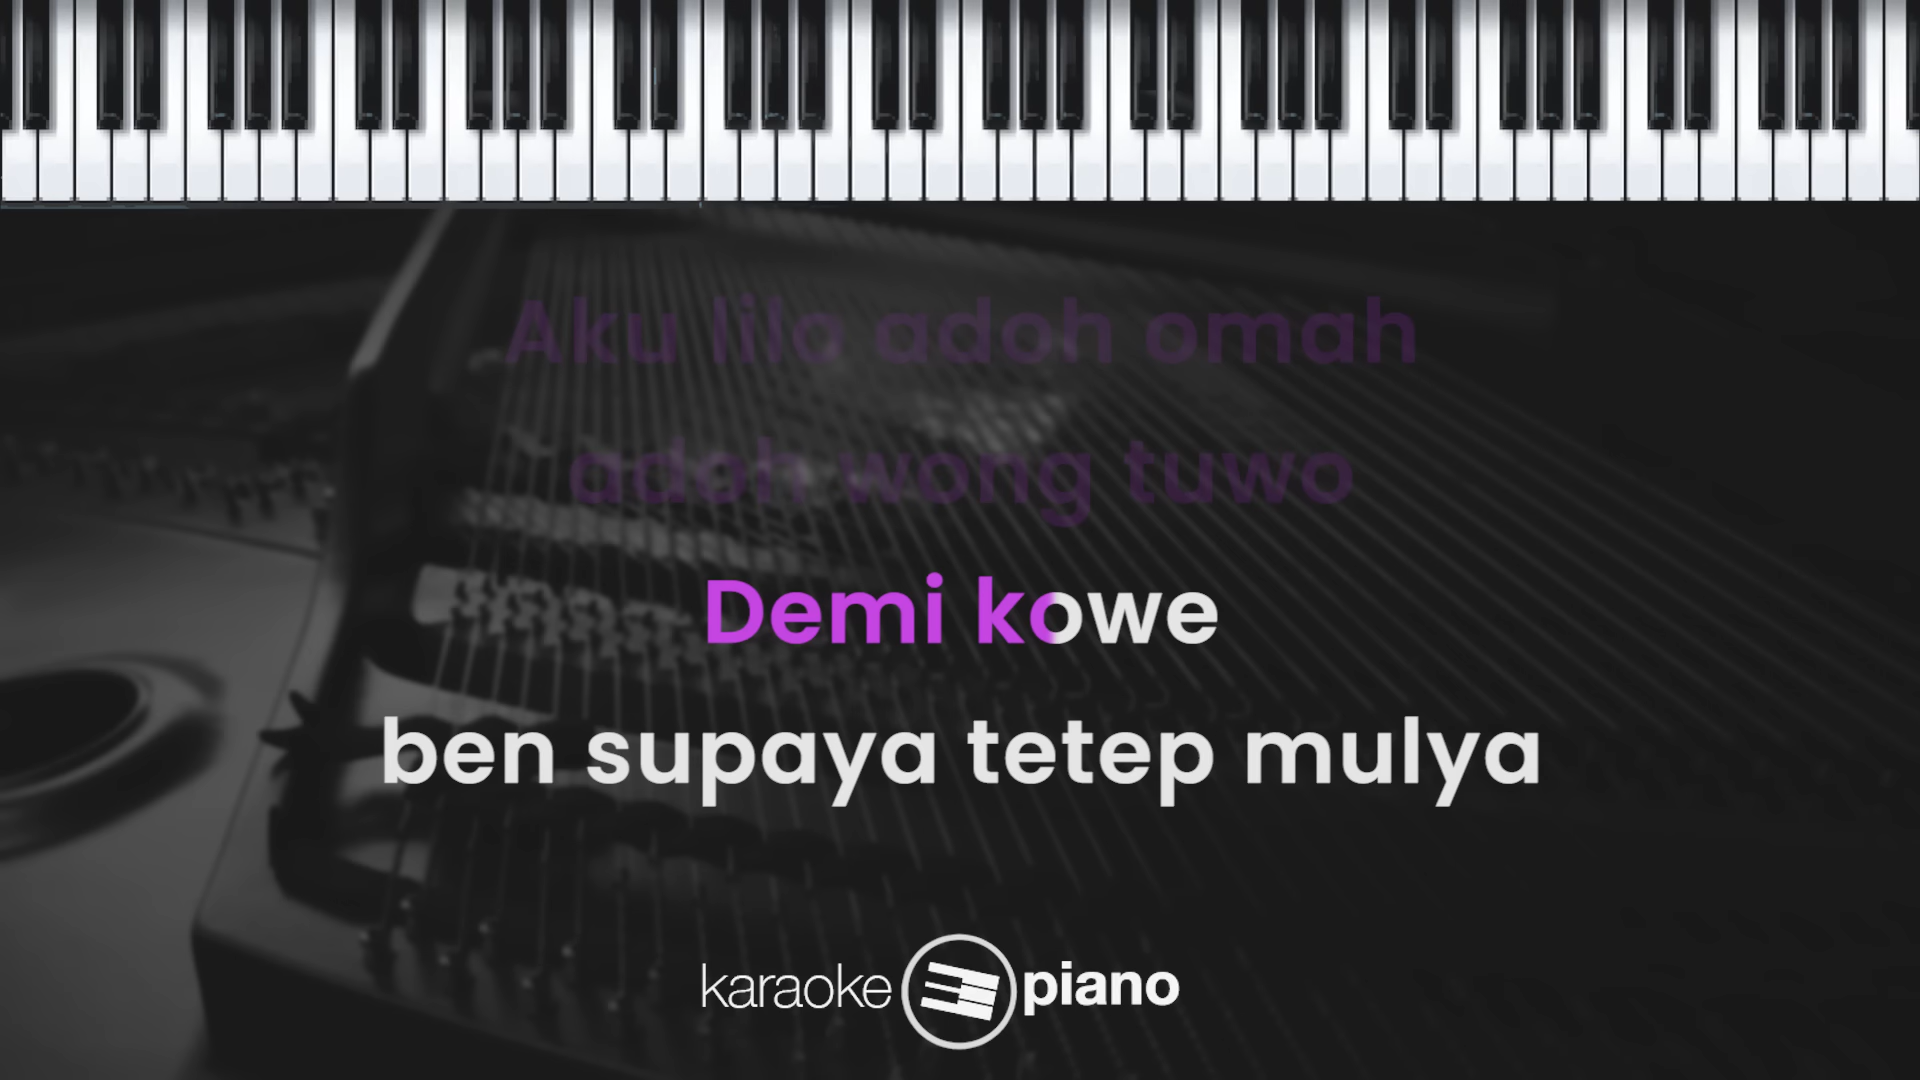 Aku lilo adoh omah
adoh wong tuwo
Demi kowe
ben supaya tetep mulya
karaoke piano